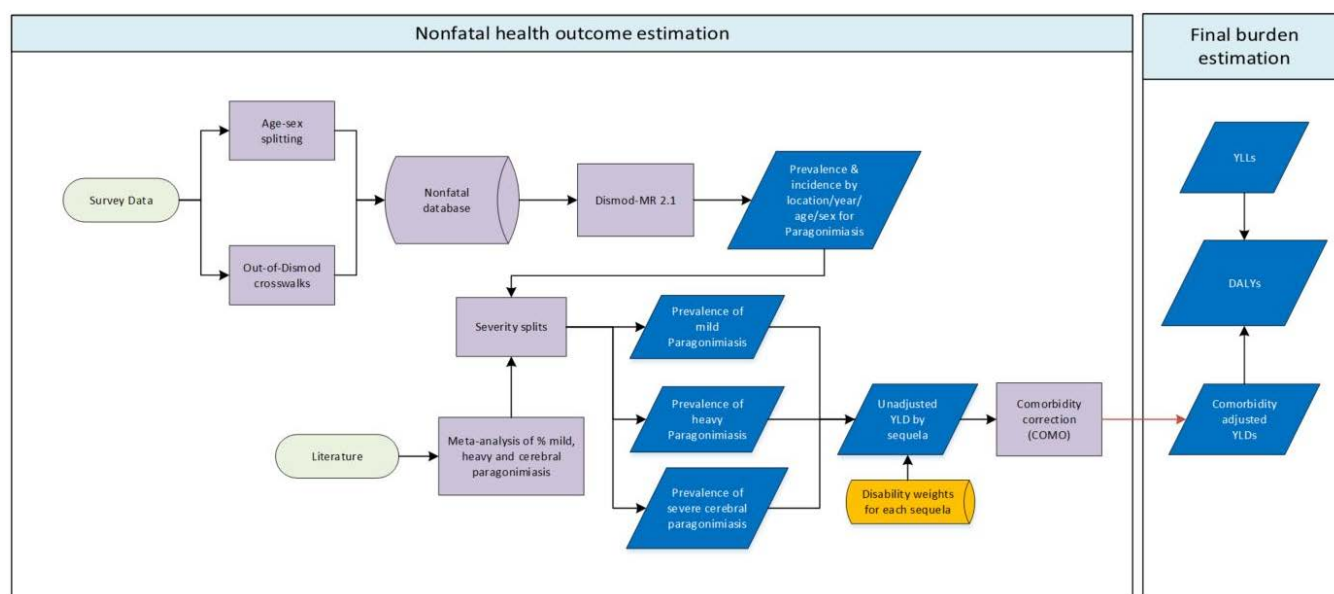 Nonfatal health outcome estimation
Final burden
estimation
Age-sex
splitting
Survey Data
Out-of-Dismod
crosswalks
Nonfatal
database
Dismod-MR 2.1
Prevalence &
incidence by
location/year/
age/sex for
Paragonimiasis
YLLs
DALYs
Severity splits
Prevalence of
mild
Paragonimiasis
Literature
Meta-analysis of % mild,
heavy and cerebral
paragonimiasis
Prevalence of
heavy
Paragonimiasis
Prevalence of
severe cerebral
paragonimiasis
Unadjusted
YLD by
sequela
Disability weights
for each sequela
Comorbidity
correction
(COMO)
Comorbidity
adjusted
YLDs